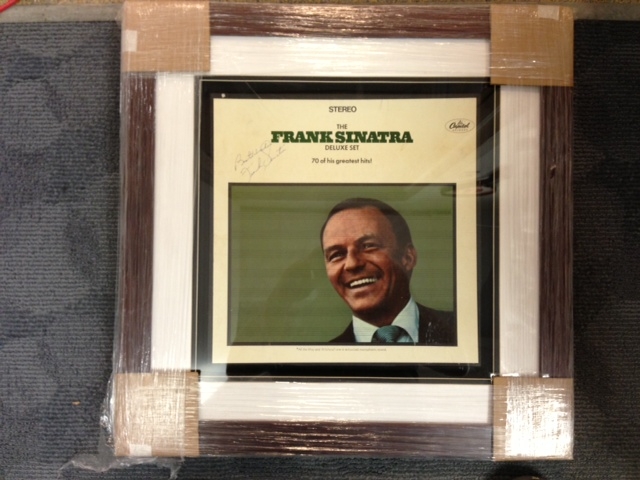 STEREO
THE
FRANK SINATRA
DELUXE SET
Capitol
70 of his greatest hits!